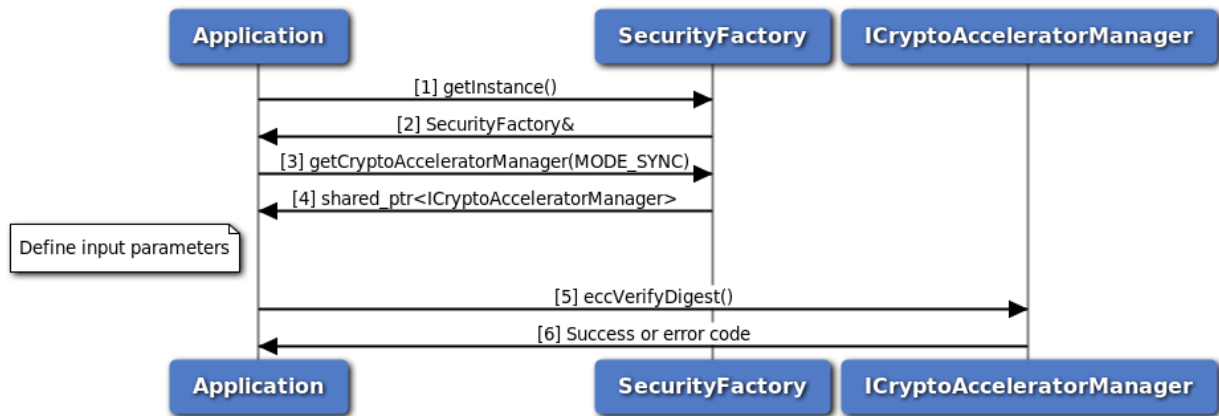 Application
SecurityFactory
ICryptoAcceleratorManager
[1] getInstance()
[2] SecurityFactory&
[3] getCryptoAcceleratorManager(MODE_SYNC)
[4] shared_ptr<ICryptoAcceleratorManager>
Define input parameters
[5] eccVerifyDigest()
[6] Success or error code
Application
SecurityFactory
ICryptoAcceleratorManager